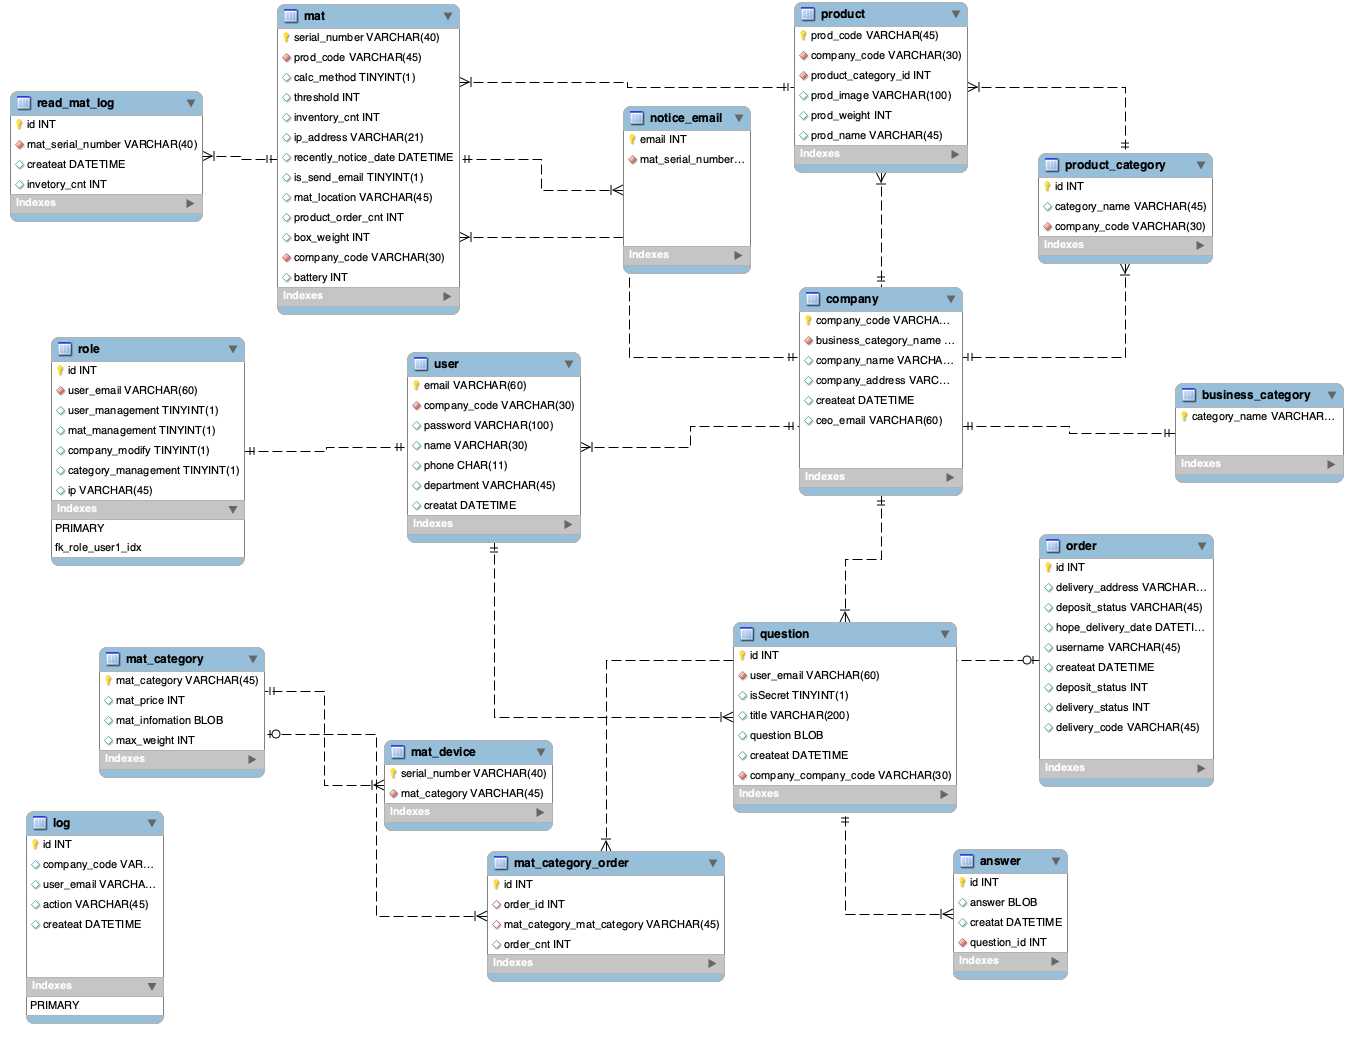 mat
serial_number VARCHAR(40)
prod_code VARCHAR(45)
calc_method TINYINT(1)
threshold INT
inventory_cnt INT
ip_address VARCHAR(21)
recently_notice_date DATETIME
is_send_email TINYINT(1)
mat_location VARCHAR(45)
product_order_cnt INT
box_weight INT
company_code VARCHAR(30)
battery INT
Indexes
product
prod_code VARCHAR(45)
company_code VARCHAR(30)
product_category_id INT
prod_image VARCHAR(100)
prod_weight INT
prod_name VARCHAR(45)
Indexes
read_mat_log
id INT
mat_serial_number VARCHAR(40)
createat DATETIME
invetory_cnt INT
Indexes
notice_email
email INT
mat_serial_number...
Indexes
product_category
id INT
category_name VARCHAR(45)
company_code VARCHAR(30)
Indexes
company
company_code VARCHA...
business_category_name ...
company_name VARCHA...
company_address VARC...
createat DATETIME
ceo_email VARCHAR(60)
Indexes
role
id INT
user_email VARCHAR(60)
user_management TINYINT(1)
mat_management TINYINT(1)
company_modify TINYINT(1)
category_management TINYINT(1)
ip VARCHAR(45)
Indexes
PRIMARY
fk_role_user1_idx
user
email VARCHAR(60)
company_code VARCHAR(30)
password VARCHAR(100)
name VARCHAR(30)
phone CHAR(11)
department VARCHAR(45)
creatat DATETIME
Indexes
business_category
category_name VARCHAR...
Indexes
order
id INT
delivery_address VARCHAR...
deposit_status VARCHAR(45)
hope_delivery_date DATETI...
username VARCHAR(45)
createat DATETIME
deposit_status INT
delivery_status INT
delivery_code VARCHAR(45)
Indexes
question
id INT
user_email VARCHAR(60)
isSecret TINYINT(1)
title VARCHAR(200)
question BLOB
createat DATETIME
company_company_code VARCHAR(30)
Indexes
mat_category
mat_category VARCHAR(45)
mat_price INT
mat_infomation BLOB
max_weight INT
Indexes
mat_device
serial_number VARCHAR(40)
mat_category VARCHAR(45)
Indexes
log
id INT
company_code VAR...
user_email VARCHA...
action VARCHAR(45)
createat DATETIME
Indexes
PRIMARY
mat_category_order
id INT
order_id INT
mat_category_mat_category VARCHAR(45)
order_cnt INT
Indexes
answer
id INT
answer BLOB
creatat DATETIME
question_id INT
Indexes